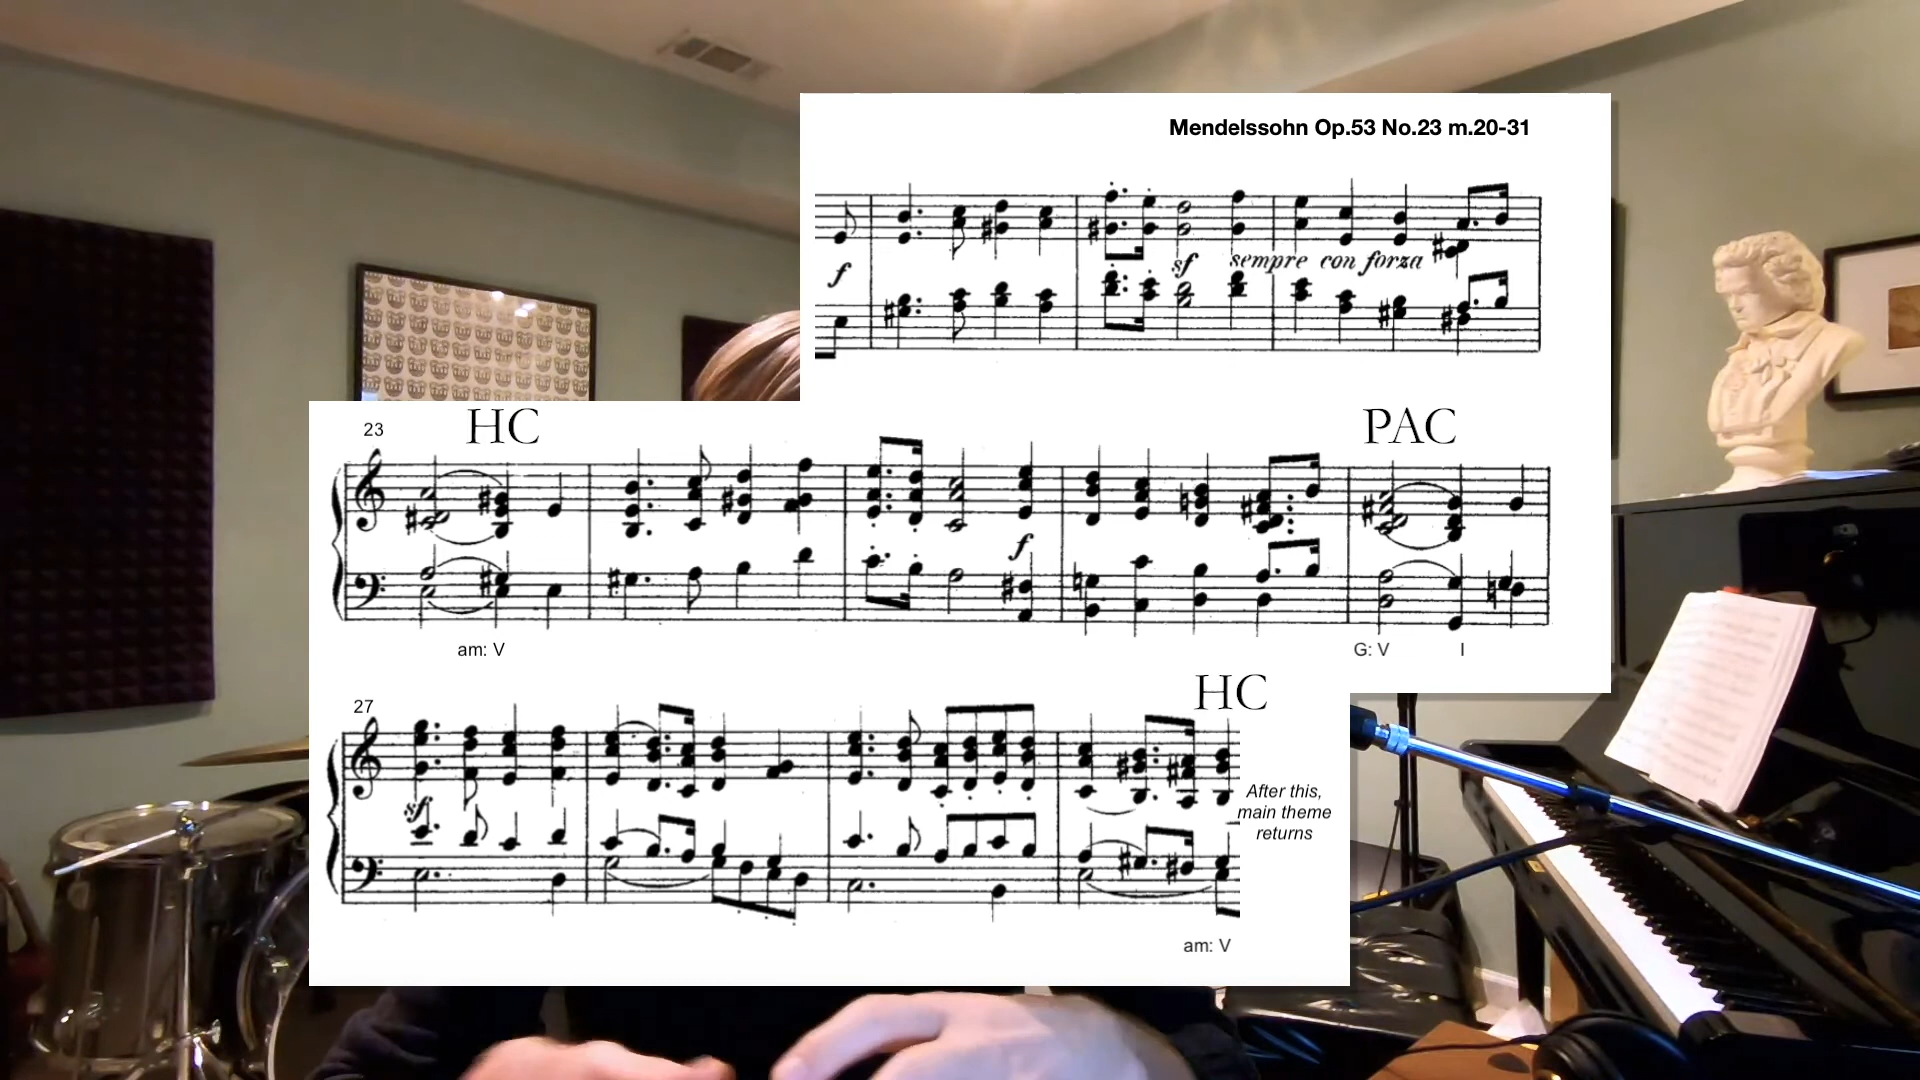 Mendelssohn Op.53 No.23 m.20-31
f
sf sempre con forza
23
HC
PAC
f
am: V
G: V I
HC
27
sf
After this,
main theme
returns
am: V